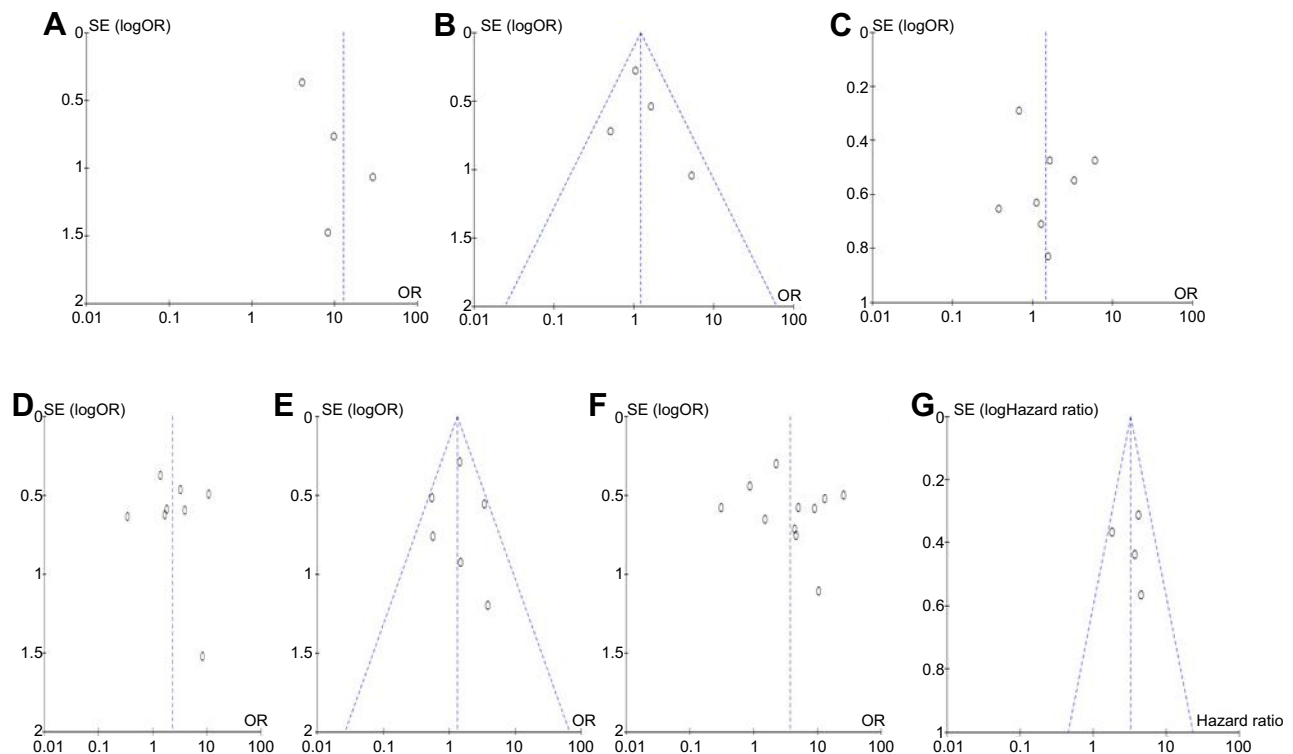 A SE (logOR)
0
0.5
1
1.5
2
OR
0.01 0.1 1 10 100
B SE (logOR)
0
0.5
1
1.5
2
OR
0.01 0.1 1 10 100
C SE (logOR)
0
0.2
0.4
0.6
0.8
1
OR
0.01 0.1 1 10 100
D SE (logOR)
0
0.5
1
1.5
2
OR
0.01 0.1 1 10 100
E SE (logOR)
0
0.5
1
1.5
2
OR
0.01 0.1 1 10 100
F SE (logOR)
0
0.5
1
1.5
2
OR
0.01 0.1 1 10 100
G SE (logHazard ratio)
0
0.2
0.4
0.6
0.8
1
Hazard ratio
0.01 0.1 1 10 100